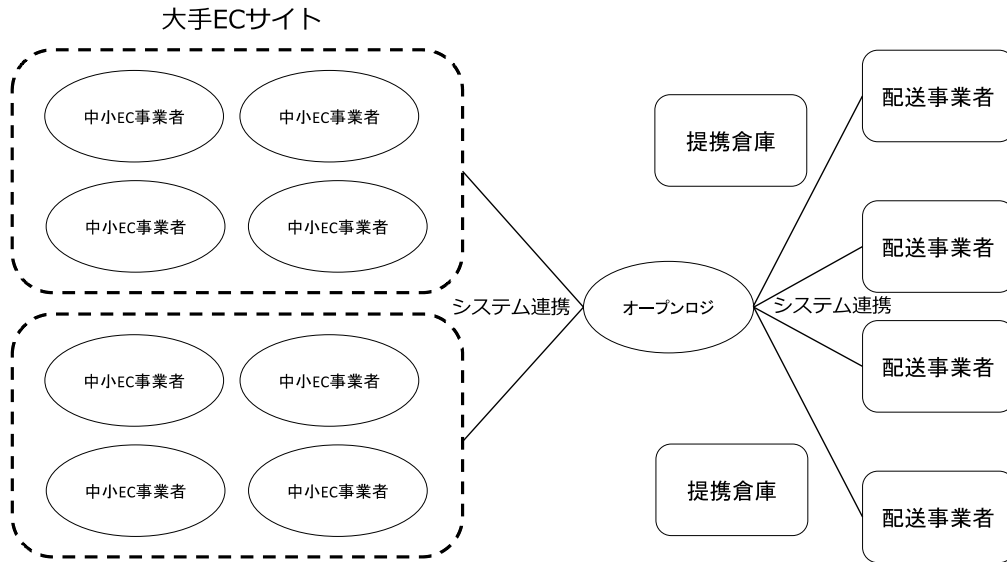 大手ECサイト
中小EC事業者
中小EC事業者
中小EC事業者
中小EC事業者
中小EC事業者
中小EC事業者
中小EC事業者
中小EC事業者
システム連携
オープンロジ
システム連携
提携倉庫
提携倉庫
配送事業者
配送事業者
配送事業者
配送事業者